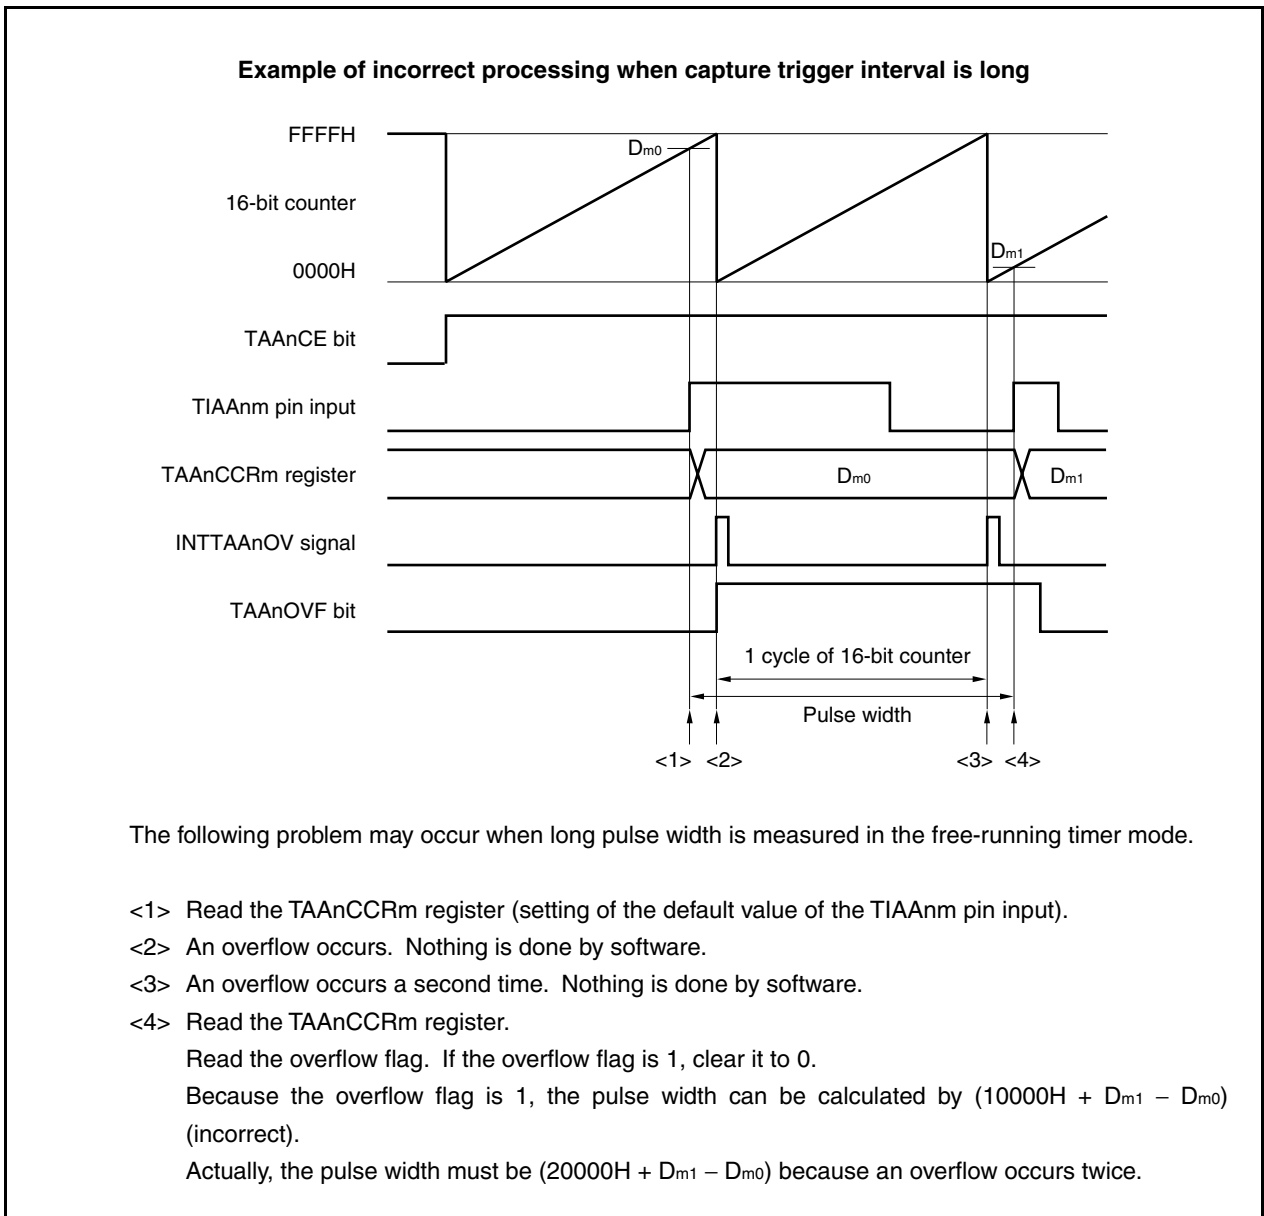 Example of incorrect processing when capture trigger interval is long
FFFFH
Dm0
16-bit counter
Dm1
0000H
TAAnCE bit
TIAAnm pin input
TAAnCCRm register
Dm0
Dm1
INTTAAnOV signal
TAAnOVF bit
1 cycle of 16-bit counter
Pulse width
<1> <2> <3> <4>
The following problem may occur when long pulse width is measured in the free-running timer mode.
<1> Read the TAAnCCRm register (setting of the default value of the TIAAnm pin input).
<2> An overflow occurs. Nothing is done by software.
<3> An overflow occurs a second time. Nothing is done by software.
<4> Read the TAAnCCRm register.
Read the overflow flag. If the overflow flag is 1, clear it to 0.
Because the overflow flag is 1, the pulse width can be calculated by (10000H + Dm1 − Dm0)
(incorrect).
Actually, the pulse width must be (20000H + Dm1 − Dm0) because an overflow occurs twice.